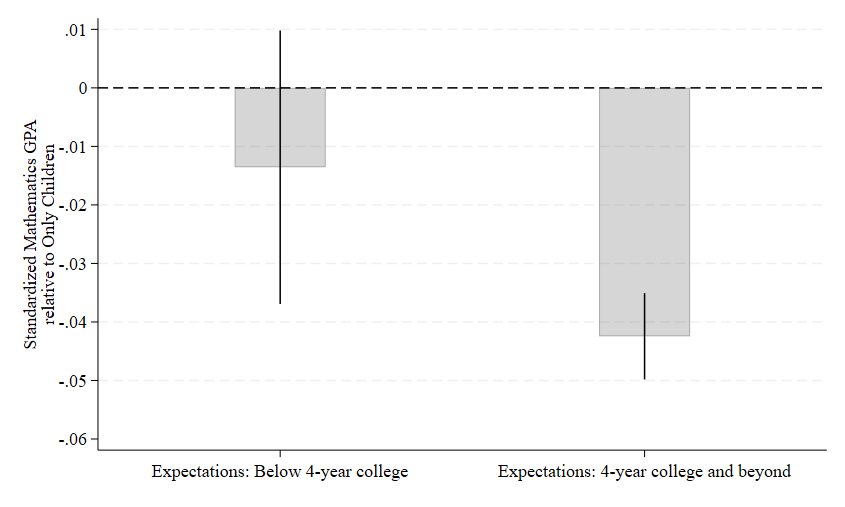 Standardized Mathematics GPA
relative to Only Children
.01
0
-.01
-.02
-.03
-.04
-.05
-.06
Expectations: Below 4-year college
Expectations: 4-year college and beyond